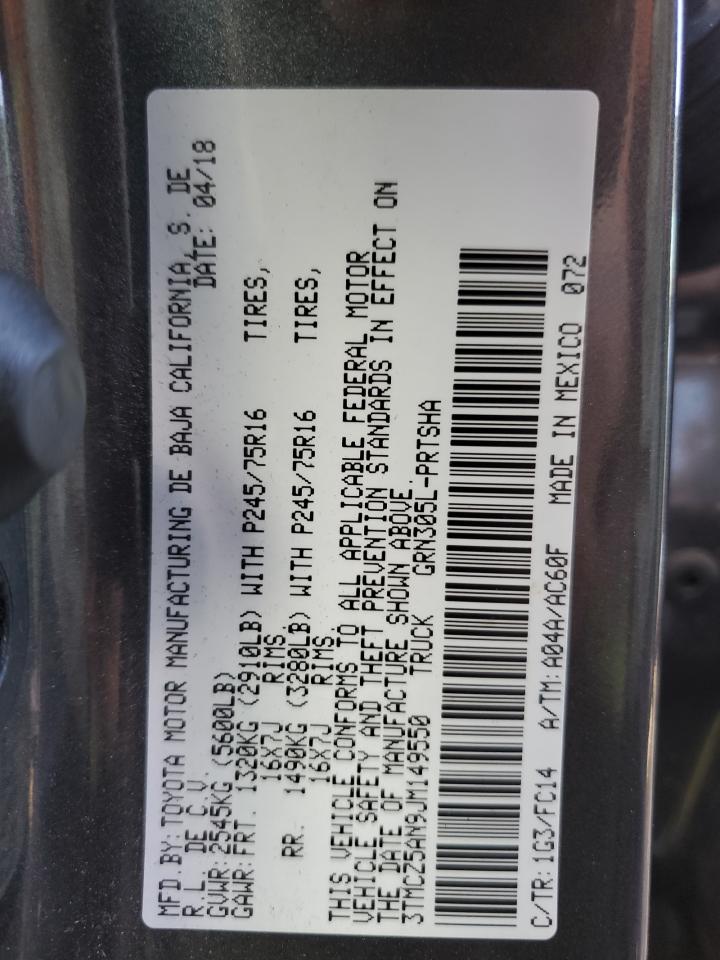 MFD.BY: TOYOTA MOTOR MANUFACTURING DE BAJA CALIFORNIA, S. DE
R.L. DE C.V. DATE: 04/18
GVWR: 2545KG (5600LB)
GAWR: FRT. 1320KG (2910LB) WITH P245/75R16 TIRES,
16X7J RIMS,
RR. 1490KG (3280LB) WITH P245/75R16 TIRES,
16X7J RIMS,
THIS VEHICLE CONFORMS TO ALL APPLICABLE FEDERAL MOTOR
VEHICLE SAFETY AND THEFT PREVENTION STANDARDS IN EFFECT ON
THE DATE OF MANUFACTURE SHOWN ABOVE.
3TMCZ5AN9JM149550 TRUCK GRN305L-PRTSHA
C/TR: 1G3/FC14 A/TM: A04A/AC60F MADE IN MEXICO 072